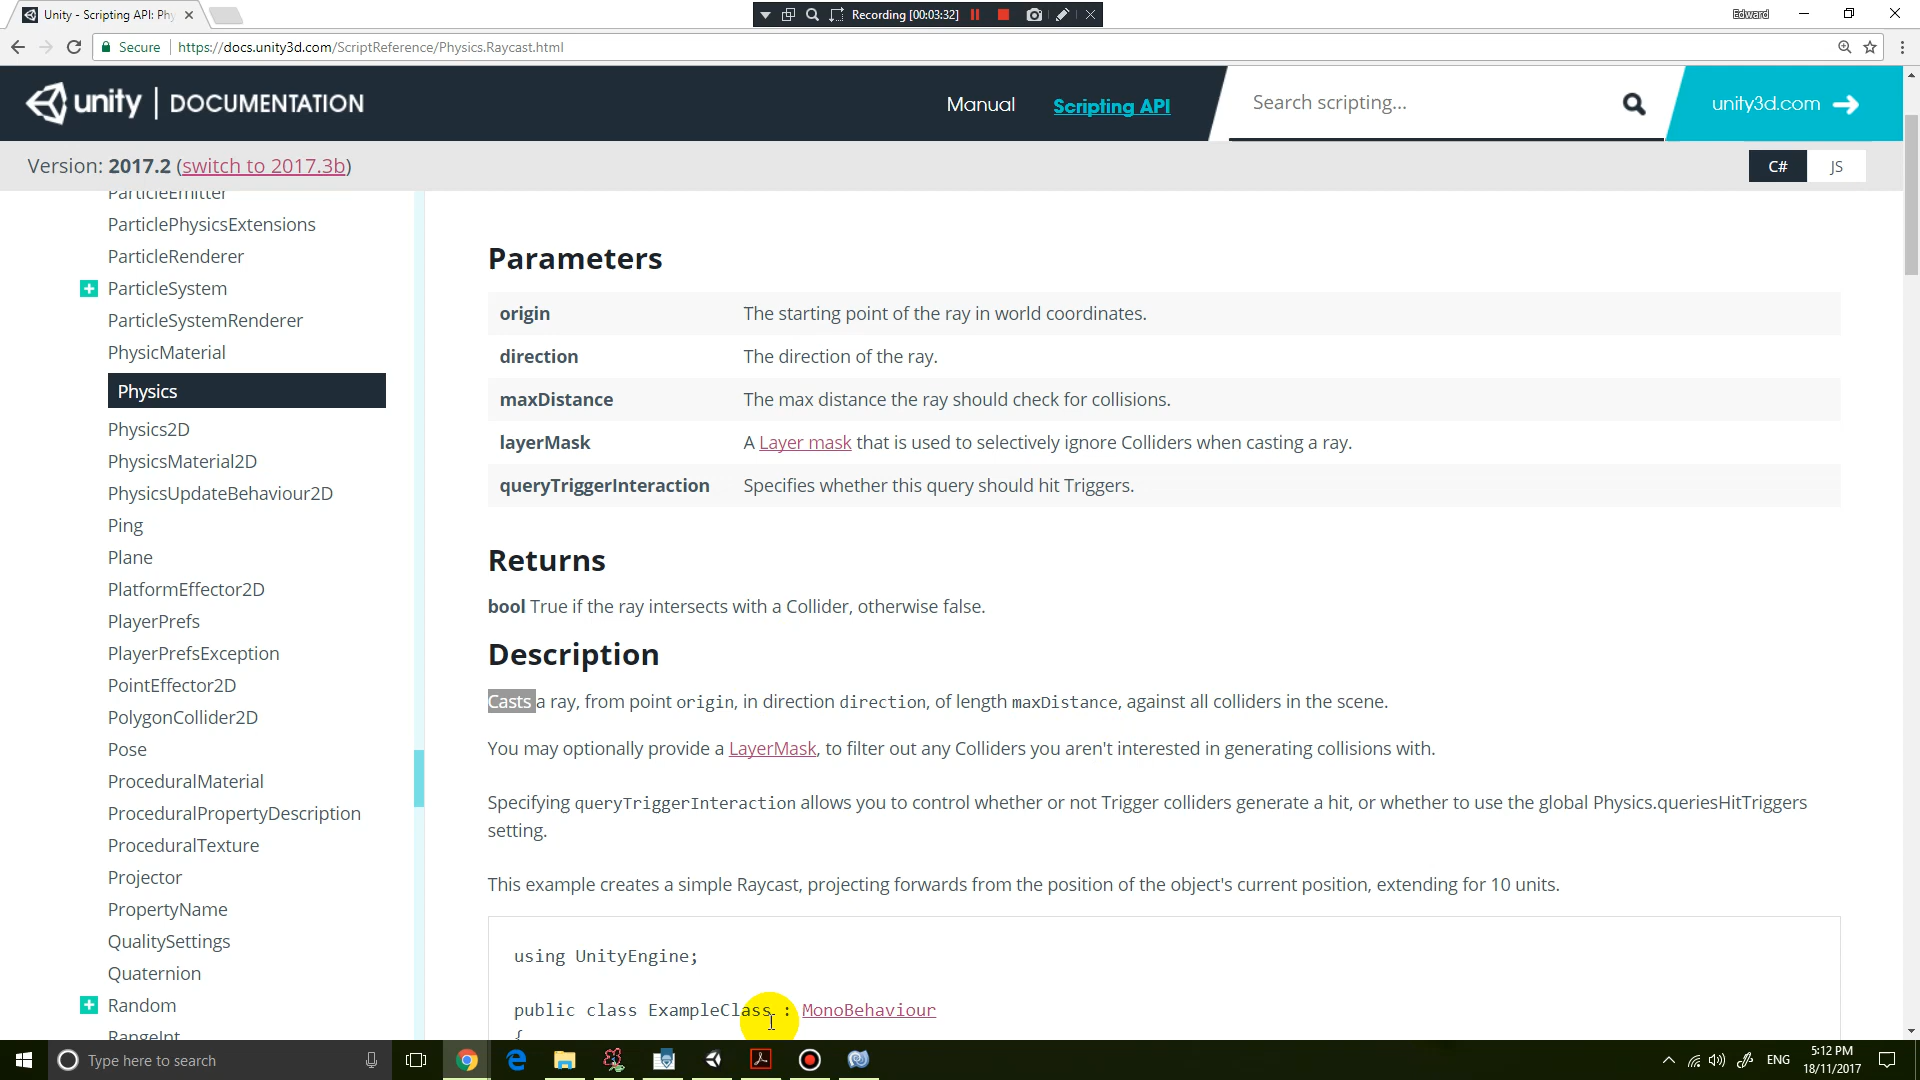 Unity - Scripting API: Phy
Recording [00:03:32]
Edward
Secure
https://docs.unity3d.com/ScriptReference/Physics.Raycast.html
unity | DOCUMENTATION
Manual
Scripting API
Search scripting...
unity3d.com
Version: 2017.2 (switch to 2017.3b)
C#
JS
ParticleEmitter
ParticlePhysicsExtensions
ParticleRenderer
ParticleSystem
ParticleSystemRenderer
PhysicMaterial
Physics
Physics2D
PhysicsMaterial2D
PhysicsUpdateBehaviour2D
Ping
Plane
PlatformEffector2D
PlayerPrefs
PlayerPrefsException
PointEffector2D
PolygonCollider2D
Pose
ProceduralMaterial
ProceduralPropertyDescription
ProceduralTexture
Projector
PropertyName
QualitySettings
Quaternion
Random
RangeInt
Parameters
origin The starting point of the ray in world coordinates.
direction The direction of the ray.
maxDistance The max distance the ray should check for collisions.
layerMask A Layer mask that is used to selectively ignore Colliders when casting a ray.
queryTriggerInteraction Specifies whether this query should hit Triggers.
Returns
bool True if the ray intersects with a Collider, otherwise false.
Description
Casts a ray, from point origin, in direction direction, of length maxDistance, against all colliders in the scene.
You may optionally provide a LayerMask, to filter out any Colliders you aren't interested in generating collisions with.
Specifying queryTriggerInteraction allows you to control whether or not Trigger colliders generate a hit, or whether to use the global Physics.queriesHitTriggers
setting.
This example creates a simple Raycast, projecting forwards from the position of the object's current position, extending for 10 units.
using UnityEngine;
public class ExampleClass : MonoBehaviour
{
Type here to search
ENG
5:12 PM
18/11/2017